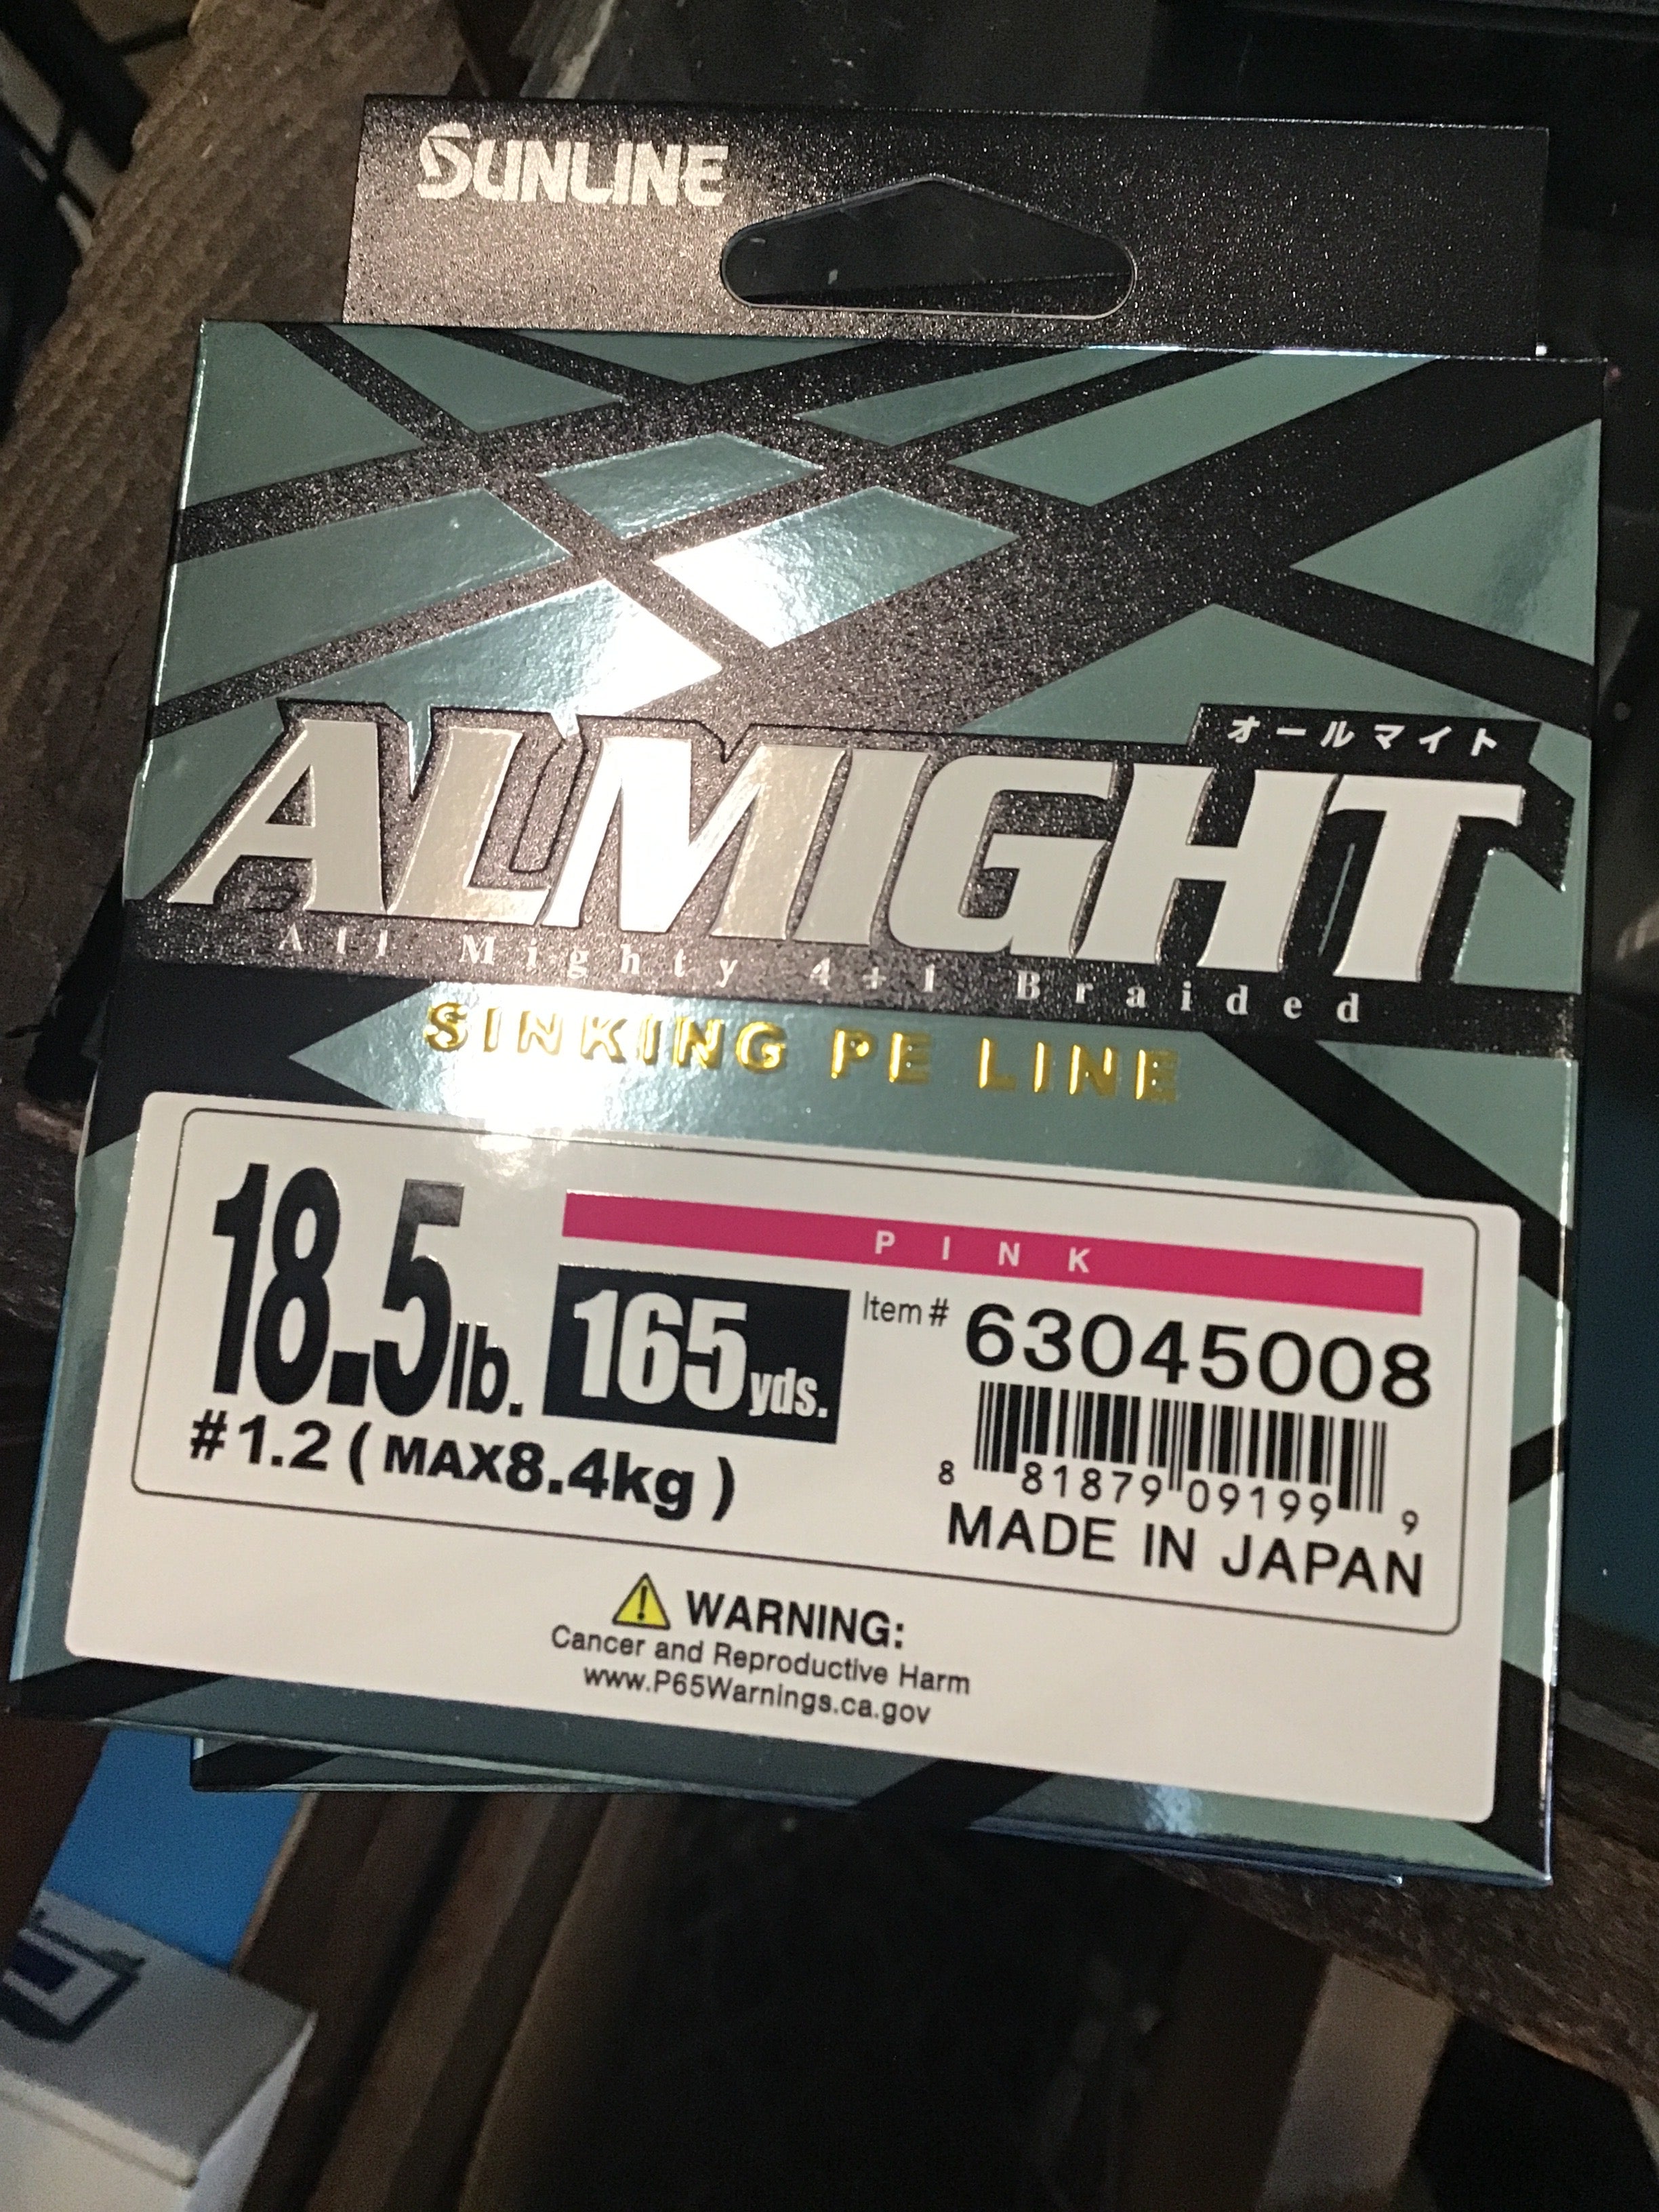 SUNLINE
オールマイト
ALMIGHT
All Mighty 4+1 Braided
SINKING PE LINE
PINK
18.5lb. 165yds.
Item# 63045008
#1.2 (MAX8.4kg)
8 81879 09199 9
MADE IN JAPAN
WARNING:
Cancer and Reproductive Harm
www.P65Warnings.ca.gov